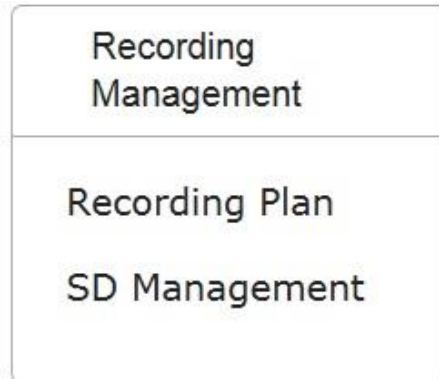 Recording
Management
Recording Plan
SD Management